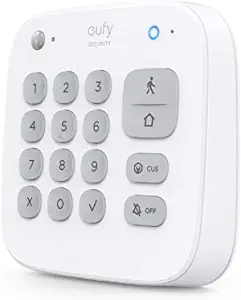 eufy
SECURITY
1 2 3
4 5 6
7 8 9 CUS
X 0 ✓ OFF